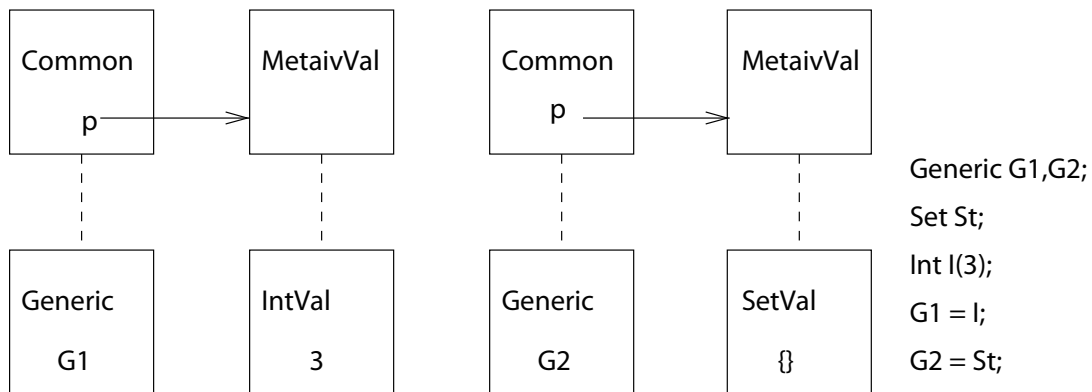 Common
p
MetaivVal
Common
p
MetaivVal
Generic
G1
IntVal
3
Generic
G2
SetVal
{}
Generic G1,G2;
Set St;
Int I(3);
G1 = I;
G2 = St;